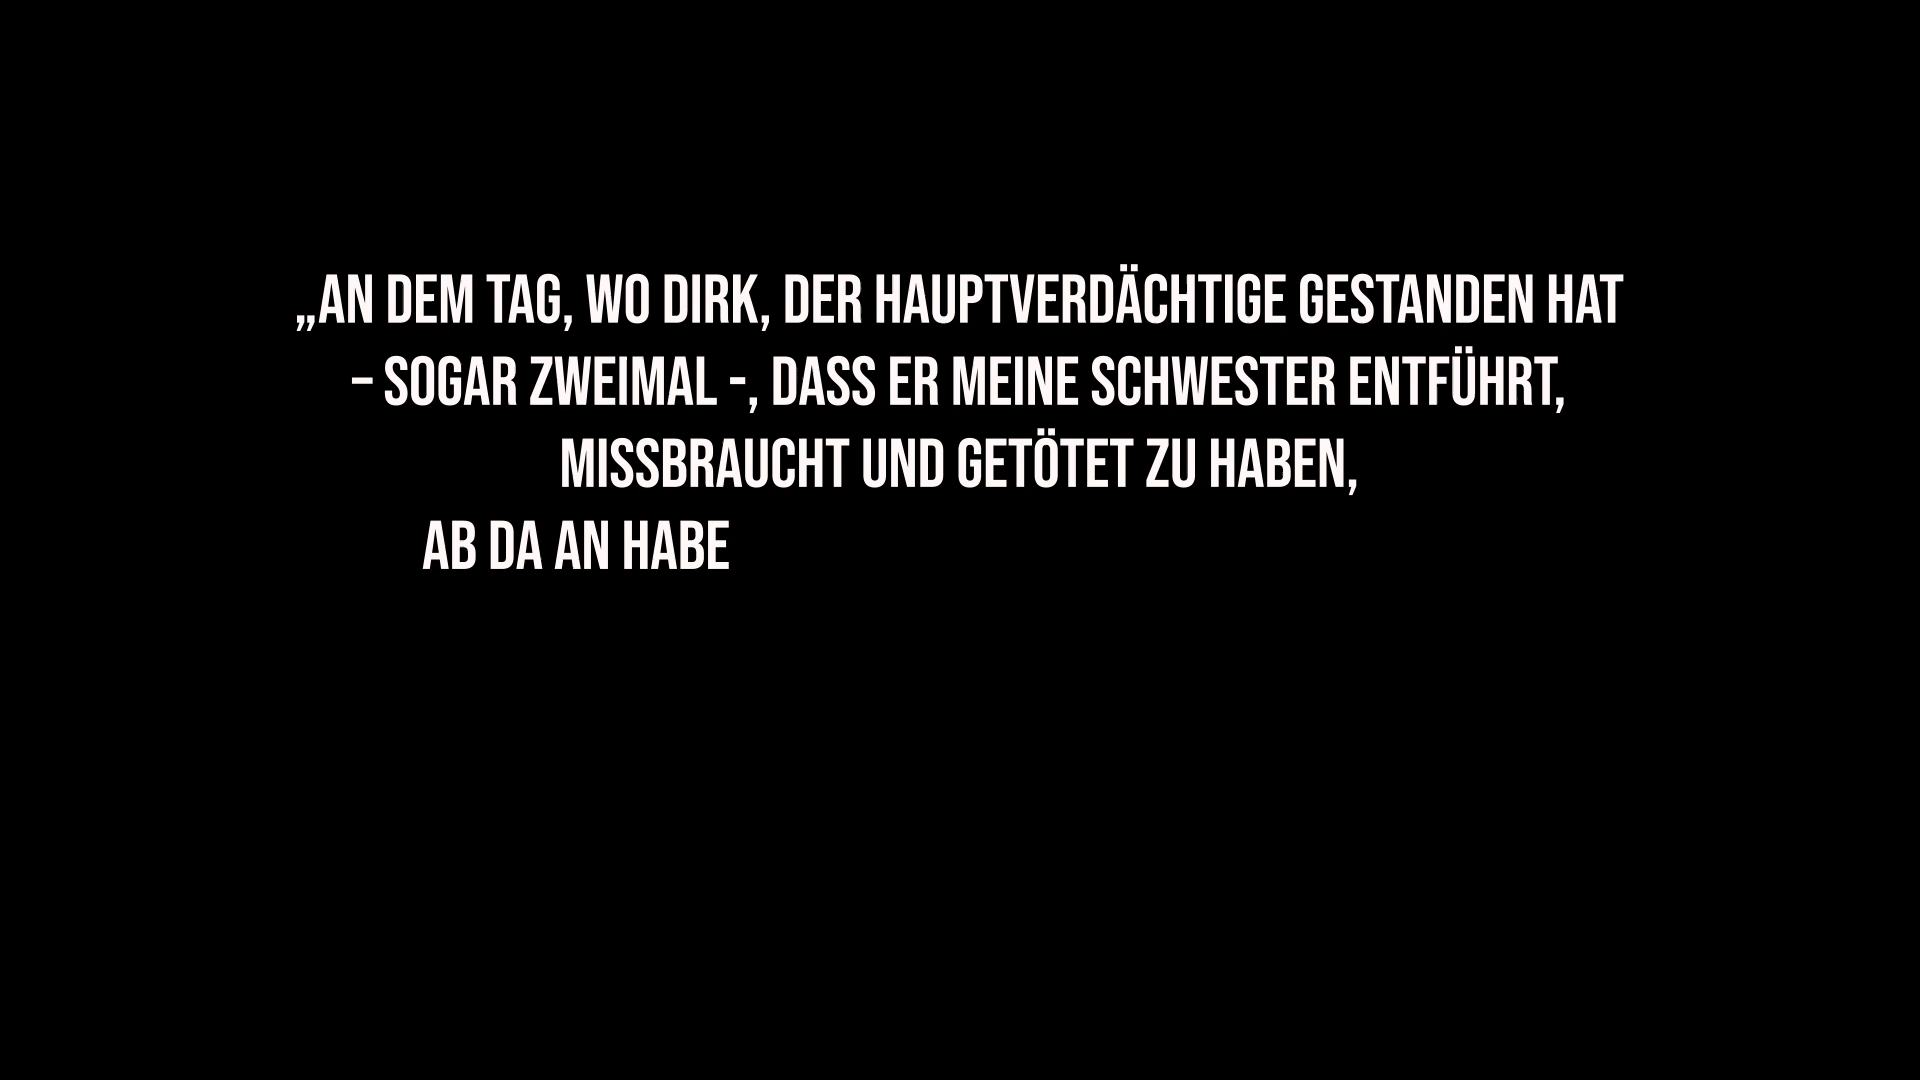 „AN DEM TAG, WO DIRK, DER HAUPTVERDÄCHTIGE GESTANDEN HAT
– SOGAR ZWEIMAL -, DASS ER MEINE SCHWESTER ENTFÜHRT,
MISSBRAUCHT UND GETÖTET ZU HABEN,
AB DA AN HABE